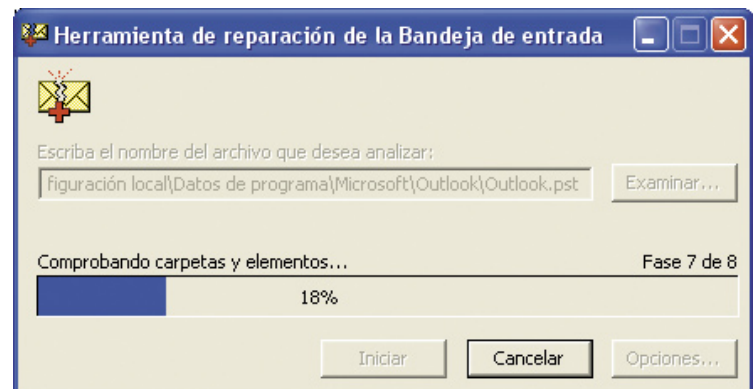 Herramienta de reparación de la Bandeja de entrada
Escriba el nombre del archivo que desea analizar:
figuración local\Datos de programa\Microsoft\Outlook\Outlook.pst Examinar...
Comprobando carpetas y elementos... Fase 7 de 8
18%
Iniciar Cancelar Opciones...